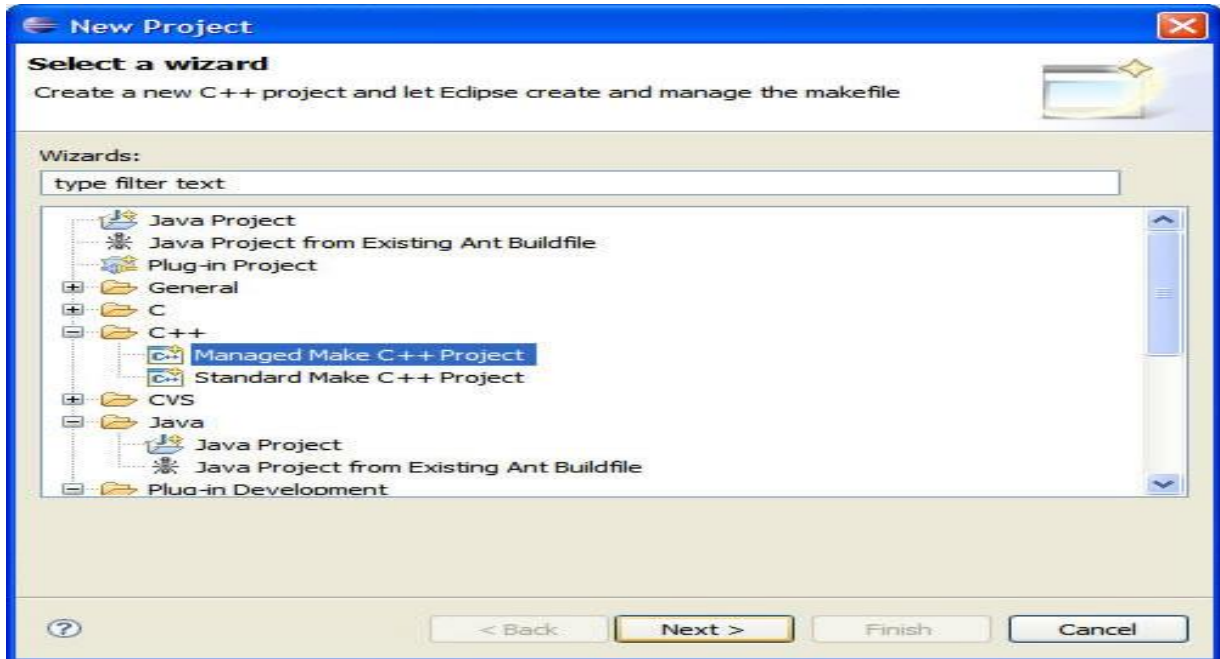 New Project
Select a wizard
Create a new C++ project and let Eclipse create and manage the makefile
Wizards:
type filter text
Java Project
Java Project from Existing Ant Buildfile
Plug-in Project
General
C
C++
Managed Make C++ Project
Standard Make C++ Project
CVS
Java
Java Project
Java Project from Existing Ant Buildfile
Plug-in Development
< Back Next > Finish Cancel